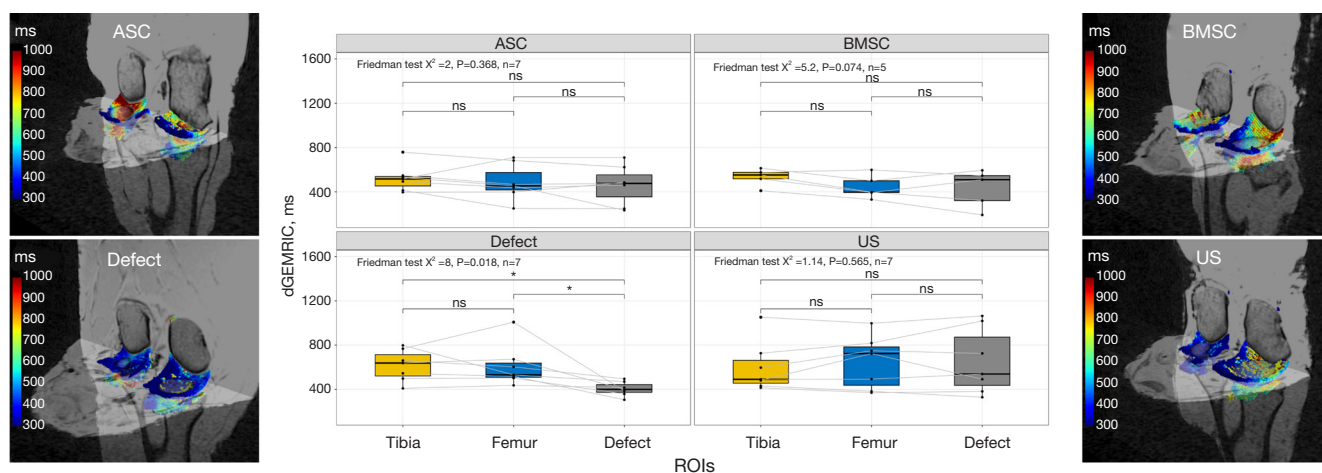 ms
ASC
1000
900
800
700
600
500
400
300
ms
Defect
1000
900
800
700
600
500
400
300
dGEMRIC, ms
ASC
Friedman test X² =2, P=0.368, n=7
ns
ns
ns
1600
1200
800
400
BMSC
Friedman test X² =5.2, P=0.074, n=5
ns
ns
ns
Defect
Friedman test X² =8, P=0.018, n=7
*
ns
*
1600
1200
800
400
US
Friedman test X² =1.14, P=0.565, n=7
ns
ns
ns
Tibia Femur Defect
Tibia Femur Defect
ROIs
ms
BMSC
1000
900
800
700
600
500
400
300
ms
US
1000
900
800
700
600
500
400
300